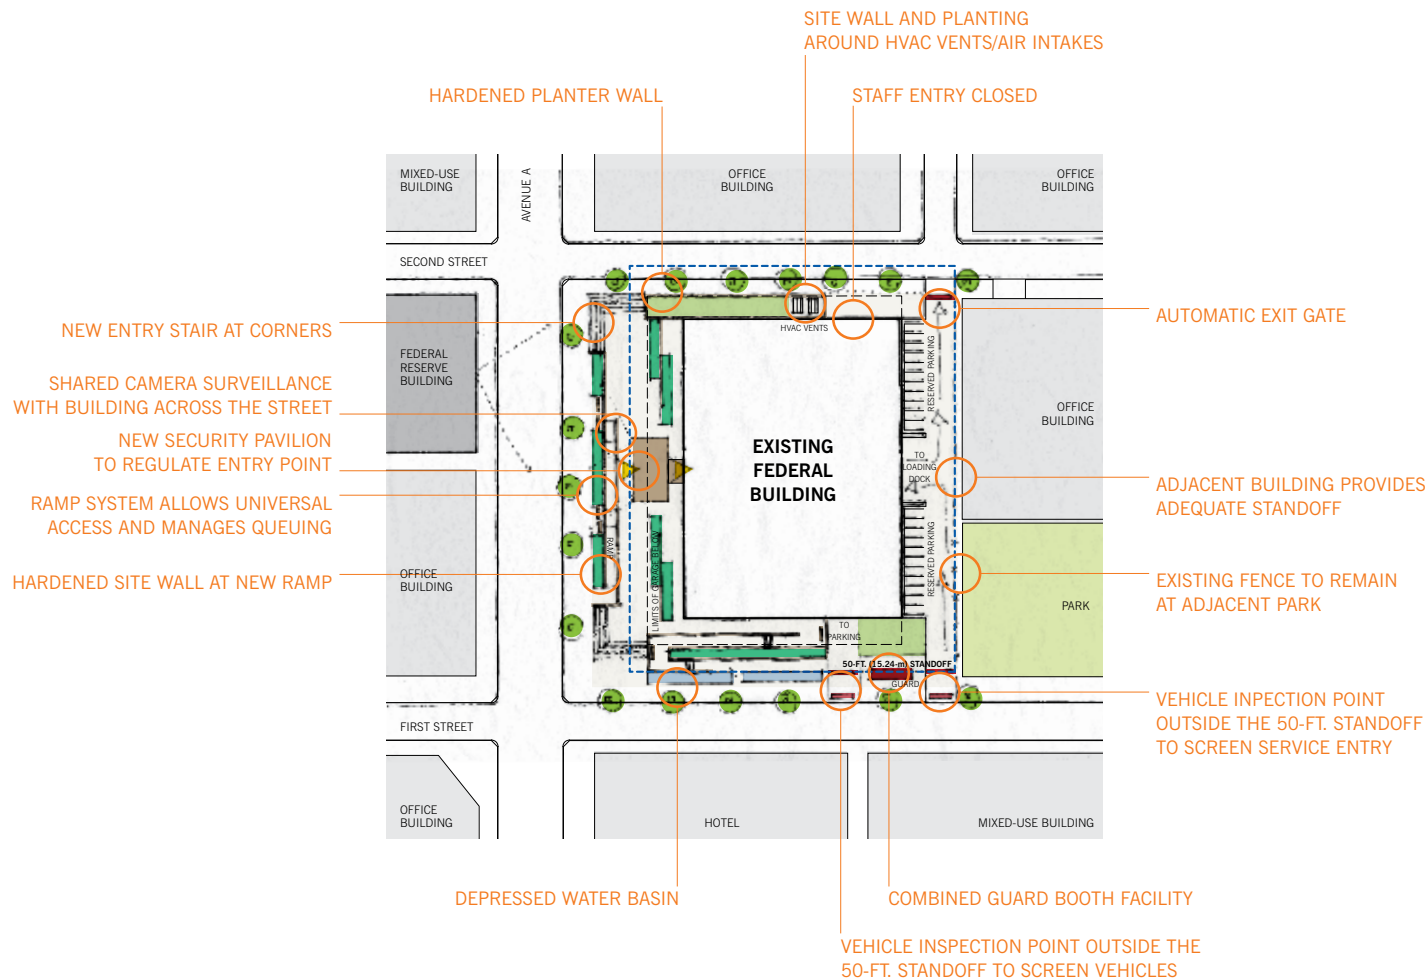 SITE WALL AND PLANTING
AROUND HVAC VENTS/AIR INTAKES
HARDENED PLANTER WALL
STAFF ENTRY CLOSED
MIXED-USE
BUILDING
AVENUE A
OFFICE
BUILDING
OFFICE
BUILDING
SECOND STREET
NEW ENTRY STAIR AT CORNERS
HVAC VENTS
AUTOMATIC EXIT GATE
FEDERAL
RESERVE
BUILDING
RESERVED PARKING
SHARED CAMERA SURVEILLANCE
WITH BUILDING ACROSS THE STREET
OFFICE
BUILDING
NEW SECURITY PAVILION
TO REGULATE ENTRY POINT
EXISTING
FEDERAL
BUILDING
TO
LOADING
DOCK
RAMP SYSTEM ALLOWS UNIVERSAL
ACCESS AND MANAGES QUEUING
ADJACENT BUILDING PROVIDES
ADEQUATE STANDOFF
HARDENED SITE WALL AT NEW RAMP
OFFICE
BUILDING
RAMP
LIMITS OF GARAGE BELOW
RESERVED PARKING
EXISTING FENCE TO REMAIN
AT ADJACENT PARK
PARK
TO
PARKING
50-FT. (15.24-m) STANDOFF
GUARD
VEHICLE INPECTION POINT
OUTSIDE THE 50-FT. STANDOFF
TO SCREEN SERVICE ENTRY
FIRST STREET
OFFICE
BUILDING
HOTEL
MIXED-USE BUILDING
DEPRESSED WATER BASIN
COMBINED GUARD BOOTH FACILITY
VEHICLE INSPECTION POINT OUTSIDE THE
50-FT. STANDOFF TO SCREEN VEHICLES